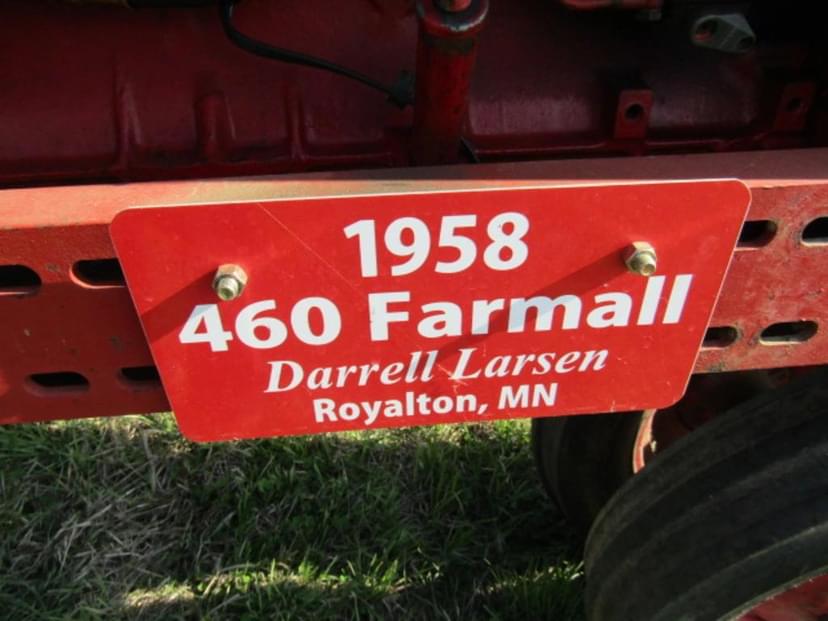 1958
460 Farmall
Darrell Larsen
Royalton, MN